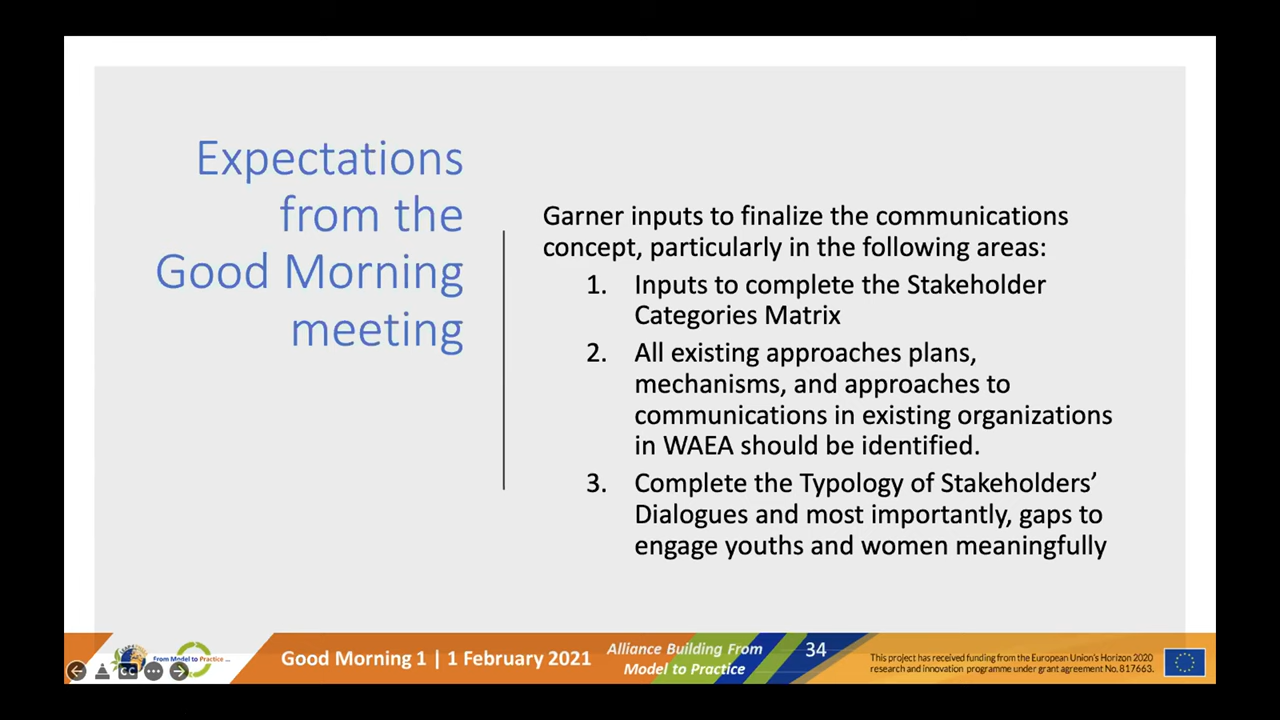 Expectations
from the
Good Morning
meeting
Garner inputs to finalize the communications
concept, particularly in the following areas:
1. Inputs to complete the Stakeholder
Categories Matrix
2. All existing approaches plans,
mechanisms, and approaches to
communications in existing organizations
in WAEA should be identified.
3. Complete the Typology of Stakeholders’
Dialogues and most importantly, gaps to
engage youths and women meaningfully
From Model to Practice ...
CC
Good Morning 1 | 1 February 2021
Alliance Building From
Model to Practice
34
This project has received funding from the European Union's Horizon 2020
research and innovation programme under grant agreement No. 817663.